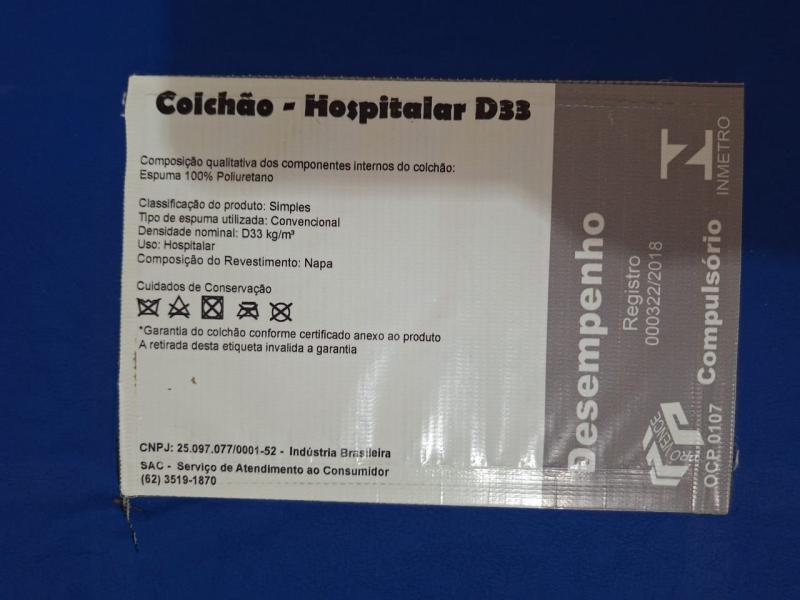 Colchão - Hospitalar D33
Composição qualitativa dos componentes internos do colchão:
Espuma 100% Poliuretano
Classificação do produto: Simples
Tipo de espuma utilizada: Convencional
Densidade nominal: D33 kg/m³
Uso: Hospitalar
Composição do Revestimento: Napa
Cuidados de Conservação
*Garantia do colchão conforme certificado anexo ao produto
A retirada desta etiqueta invalida a garantia
CNPJ: 25.097.077/0001-52 - Indústria Brasileira
SAC - Serviço de Atendimento ao Consumidor
(62) 3519-1870
Desempenho
Registro
000322/2018
Compulsório
INMETRO
PROVENCE
OCP 0107